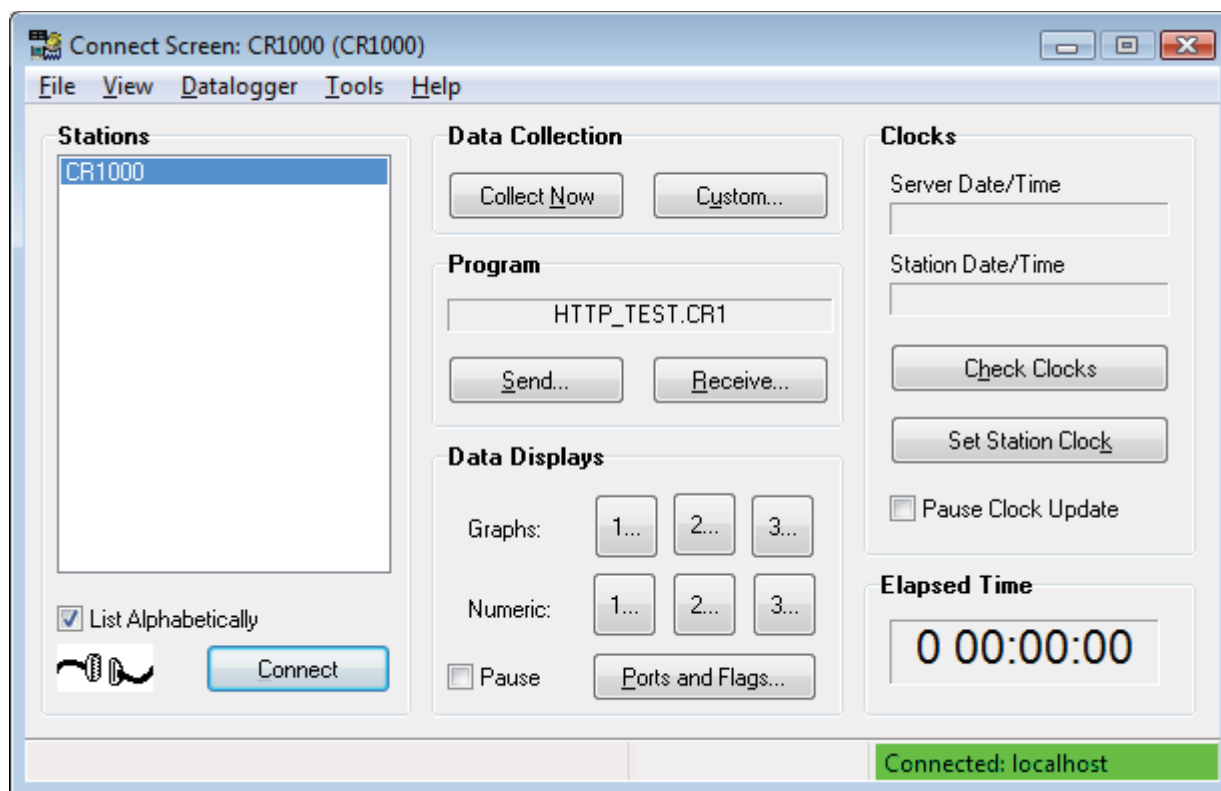 Connect Screen: CR1000 (CR1000)
File View Datalogger Tools Help
Stations
CR1000
List Alphabetically
Connect
Data Collection
Collect Now Custom...
Program
HTTP_TEST.CR1
Send... Receive...
Data Displays
Graphs: 1... 2... 3...
Numeric: 1... 2... 3...
Pause Ports and Flags...
Clocks
Server Date/Time
Station Date/Time
Check Clocks
Set Station Clock
Pause Clock Update
Elapsed Time
0 00:00:00
Connected: localhost